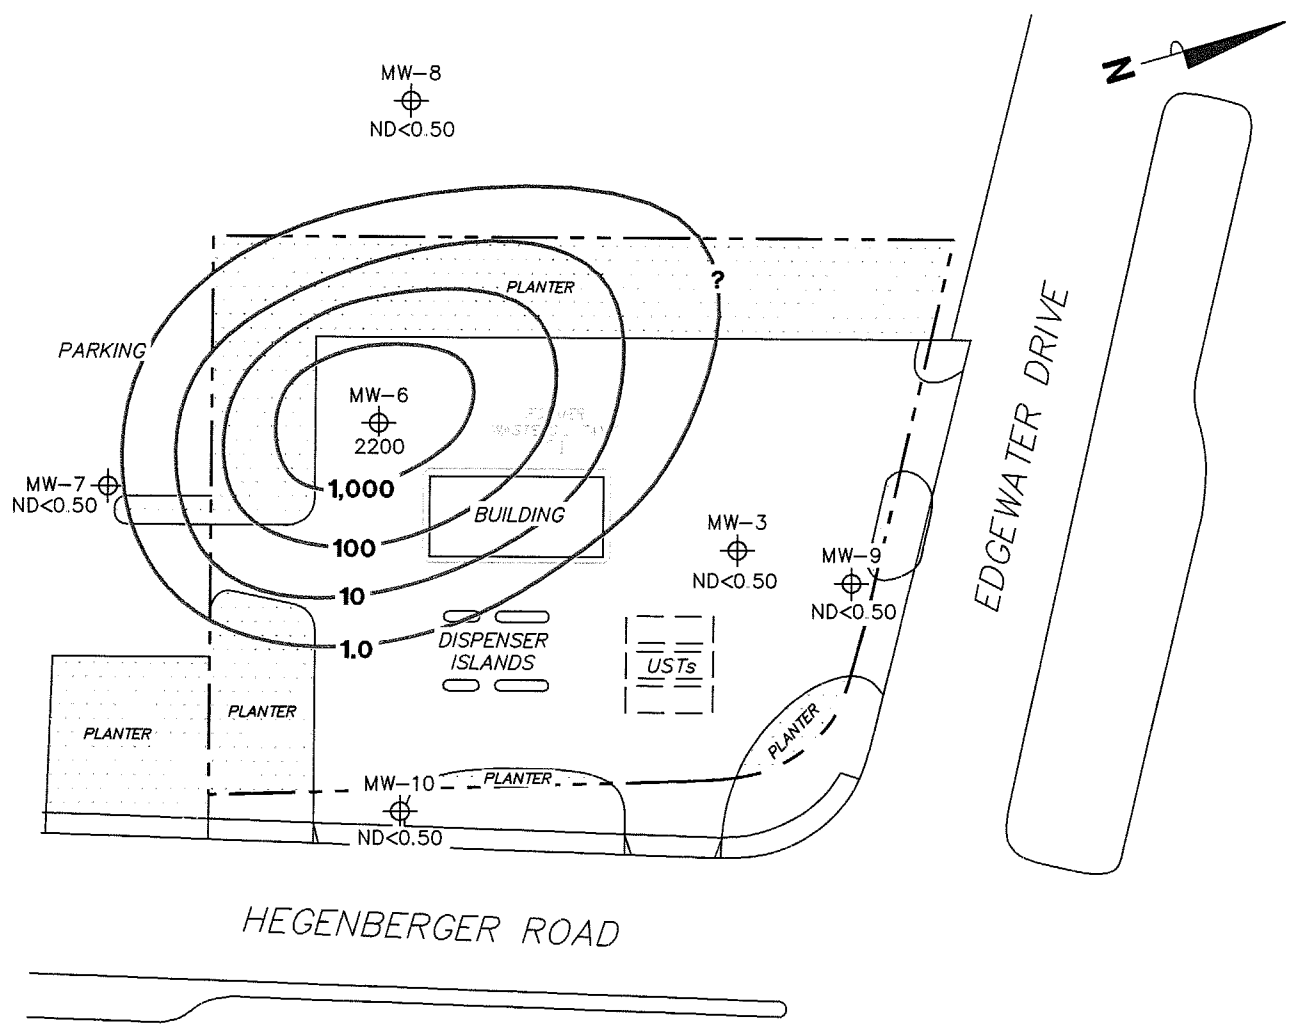 MW-8
ND<0.50
N
PLANTER
?
PARKING
MW-6
2200
MW-7
ND<0.50
1,000
BUILDING
100
MW-3
ND<0.50
MW-9
ND<0.50
EDGEWATER DRIVE
10
1.0
DISPENSER
ISLANDS
USTs
PLANTER
PLANTER
PLANTER
PLANTER
MW-10
ND<0.50
HEGENBERGER ROAD